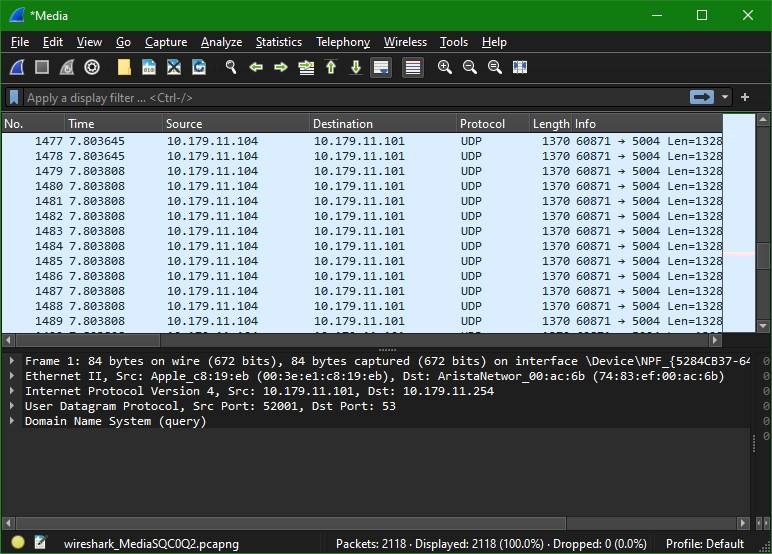 *Media
File Edit View Go Capture Analyze Statistics Telephony Wireless Tools Help
Apply a display filter ... <Ctrl-/>
No. Time Source Destination Protocol Length Info
1477 7.803645 10.179.11.104 10.179.11.101 UDP 1370 60871 → 5004 Len=1328
1478 7.803645 10.179.11.104 10.179.11.101 UDP 1370 60871 → 5004 Len=1328
1479 7.803808 10.179.11.104 10.179.11.101 UDP 1370 60871 → 5004 Len=1328
1480 7.803808 10.179.11.104 10.179.11.101 UDP 1370 60871 → 5004 Len=1328
1481 7.803808 10.179.11.104 10.179.11.101 UDP 1370 60871 → 5004 Len=1328
1482 7.803808 10.179.11.104 10.179.11.101 UDP 1370 60871 → 5004 Len=1328
1483 7.803808 10.179.11.104 10.179.11.101 UDP 1370 60871 → 5004 Len=1328
1484 7.803808 10.179.11.104 10.179.11.101 UDP 1370 60871 → 5004 Len=1328
1485 7.803808 10.179.11.104 10.179.11.101 UDP 1370 60871 → 5004 Len=1328
1486 7.803808 10.179.11.104 10.179.11.101 UDP 1370 60871 → 5004 Len=1328
1487 7.803808 10.179.11.104 10.179.11.101 UDP 1370 60871 → 5004 Len=1328
1488 7.803808 10.179.11.104 10.179.11.101 UDP 1370 60871 → 5004 Len=1328
1489 7.803808 10.179.11.104 10.179.11.101 UDP 1370 60871 → 5004 Len=1328
Frame 1: 84 bytes on wire (672 bits), 84 bytes captured (672 bits) on interface \Device\NPF_{5284CB37-64
Ethernet II, Src: Apple_c8:19:eb (00:3e:e1:c8:19:eb), Dst: AristaNetwor_00:ac:6b (74:83:ef:00:ac:6b)
Internet Protocol Version 4, Src: 10.179.11.101, Dst: 10.179.11.254
User Datagram Protocol, Src Port: 52001, Dst Port: 53
Domain Name System (query)
wireshark_MediaSQC0Q2.pcapng Packets: 2118 · Displayed: 2118 (100.0%) · Dropped: 0 (0.0%) Profile: Default